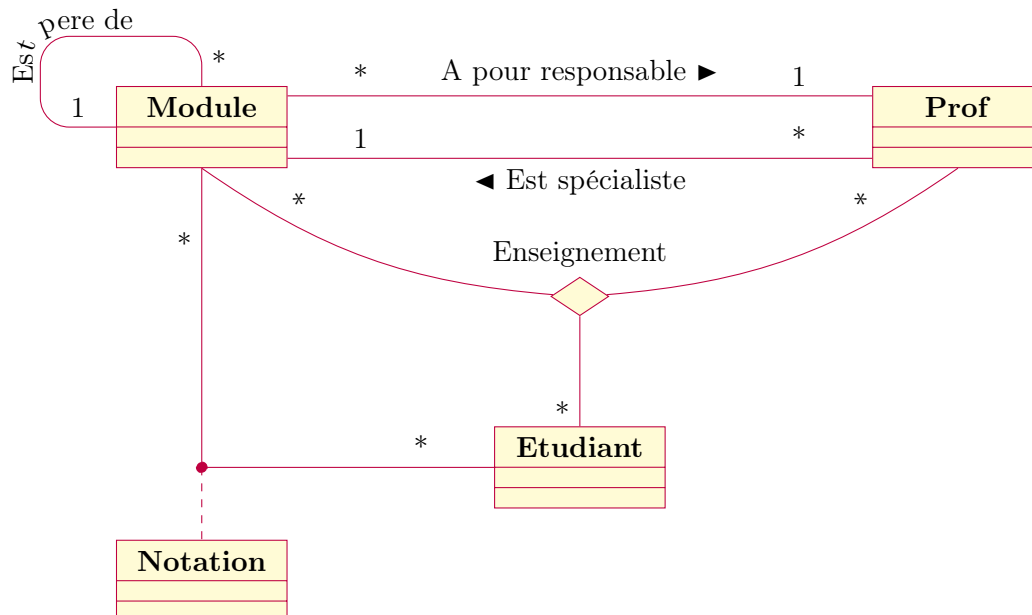 Est pere de
*
*
A pour responsable ►
1
1
Module
Prof
1
*
◄ Est spécialiste
*
*
*
Enseignement
*
*
Etudiant
Notation